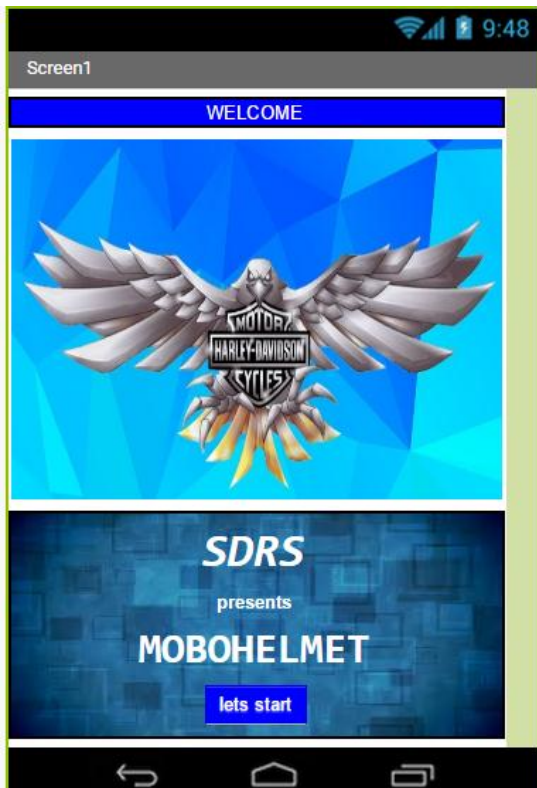 9:48
Screen1
WELCOME
MOTOR
HARLEY-DAVIDSON
CYCLES
SDRS
presents
MOBOHELMET
lets start